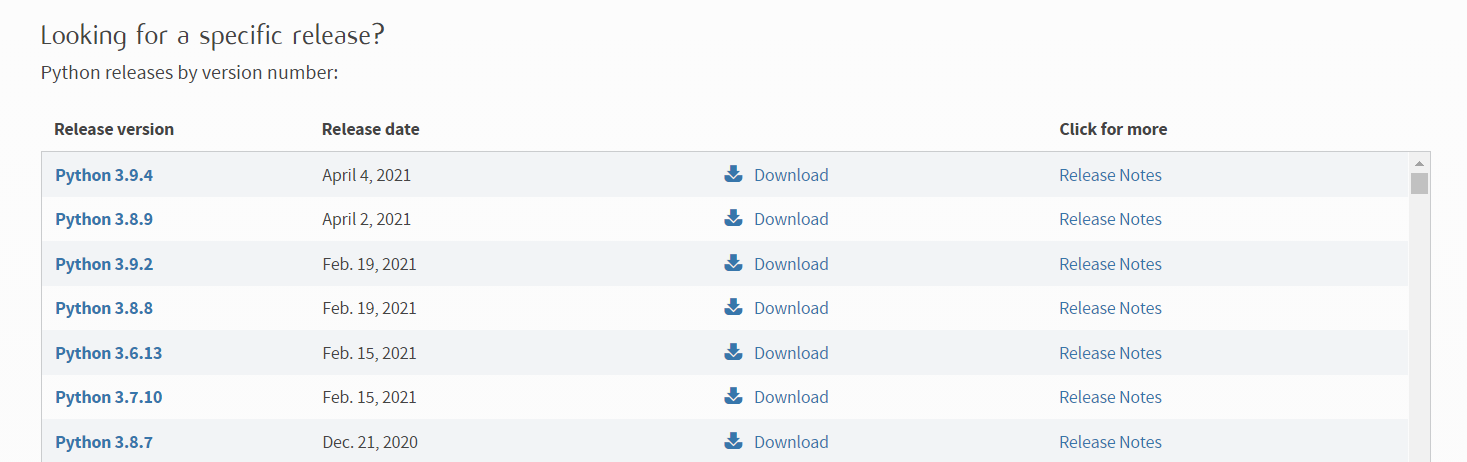 Looking for a specific release?
Python releases by version number:
Release version Release date Click for more
Python 3.9.4 April 4, 2021 Download Release Notes
Python 3.8.9 April 2, 2021 Download Release Notes
Python 3.9.2 Feb. 19, 2021 Download Release Notes
Python 3.8.8 Feb. 19, 2021 Download Release Notes
Python 3.6.13 Feb. 15, 2021 Download Release Notes
Python 3.7.10 Feb. 15, 2021 Download Release Notes
Python 3.8.7 Dec. 21, 2020 Download Release Notes